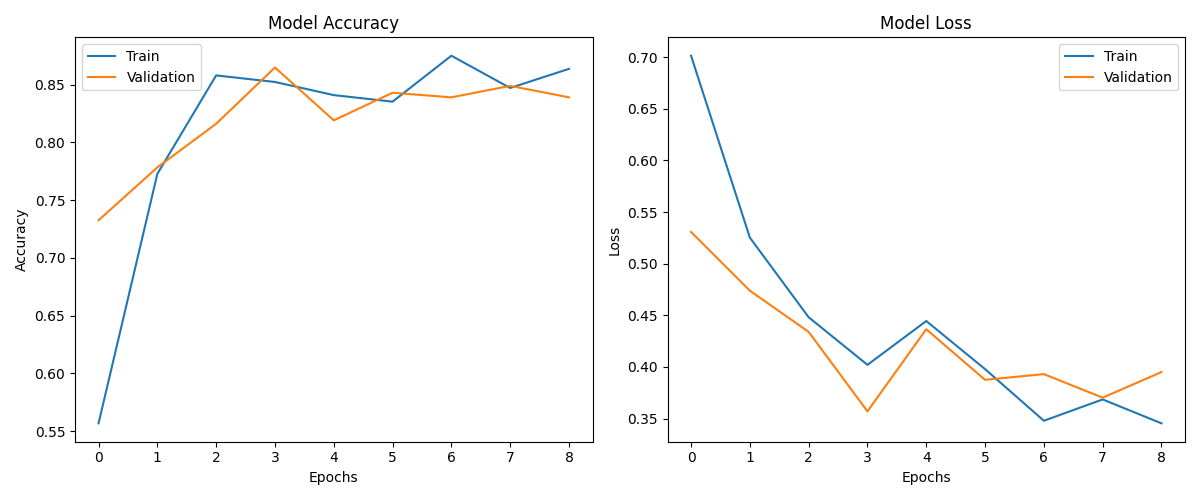 Model Accuracy
Train
Validation
0.85
0.80
0.75
0.70
0.65
0.60
0.55
Accuracy
0 1 2 3 4 5 6 7 8
Epochs
Model Loss
Train
Validation
0.70
0.65
0.60
0.55
0.50
0.45
0.40
0.35
Loss
0 1 2 3 4 5 6 7 8
Epochs